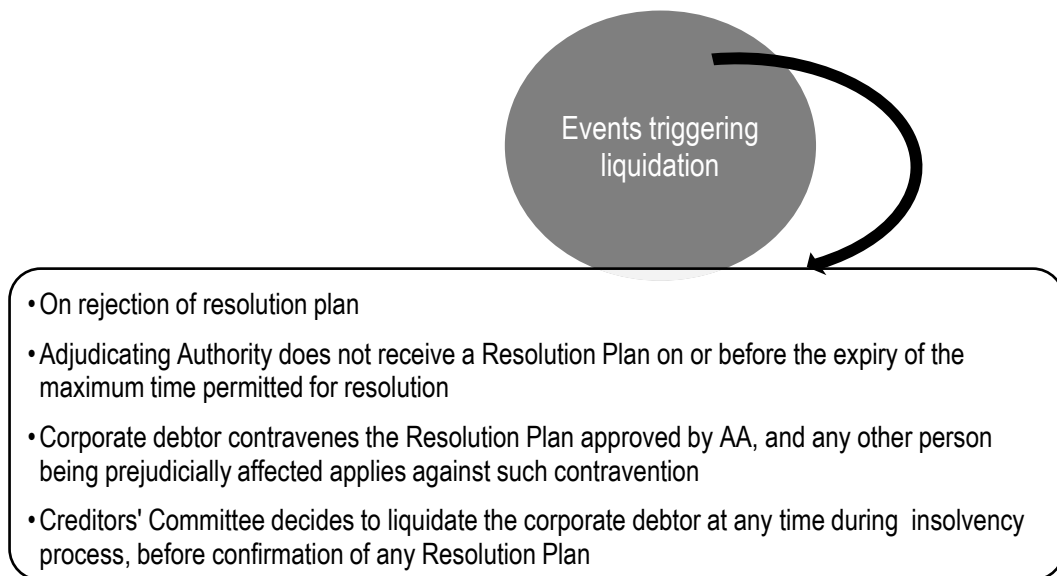 Events triggering
liquidation
•On rejection of resolution plan
•Adjudicating Authority does not receive a Resolution Plan on or before the expiry of the
maximum time permitted for resolution
•Corporate debtor contravenes the Resolution Plan approved by AA, and any other person
being prejudicially affected applies against such contravention
•Creditors' Committee decides to liquidate the corporate debtor at any time during insolvency
process, before confirmation of any Resolution Plan